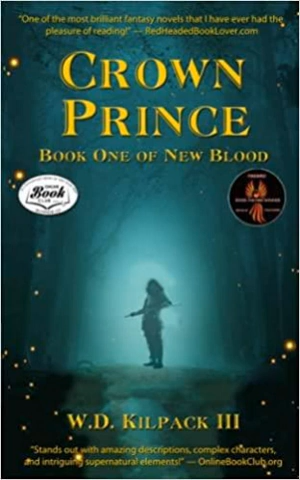 "One of the most brilliant fantasy novels that I have ever had the
pleasure of reading!" — RedHeadedBookLover.com
CROWN
PRINCE
BOOK ONE OF NEW BLOOD
Book
CLUB
W.D. KILPACK III
"Stands out with amazing descriptions, complex characters,
and intriguing supernatural elements!" — OnlineBookClub.org